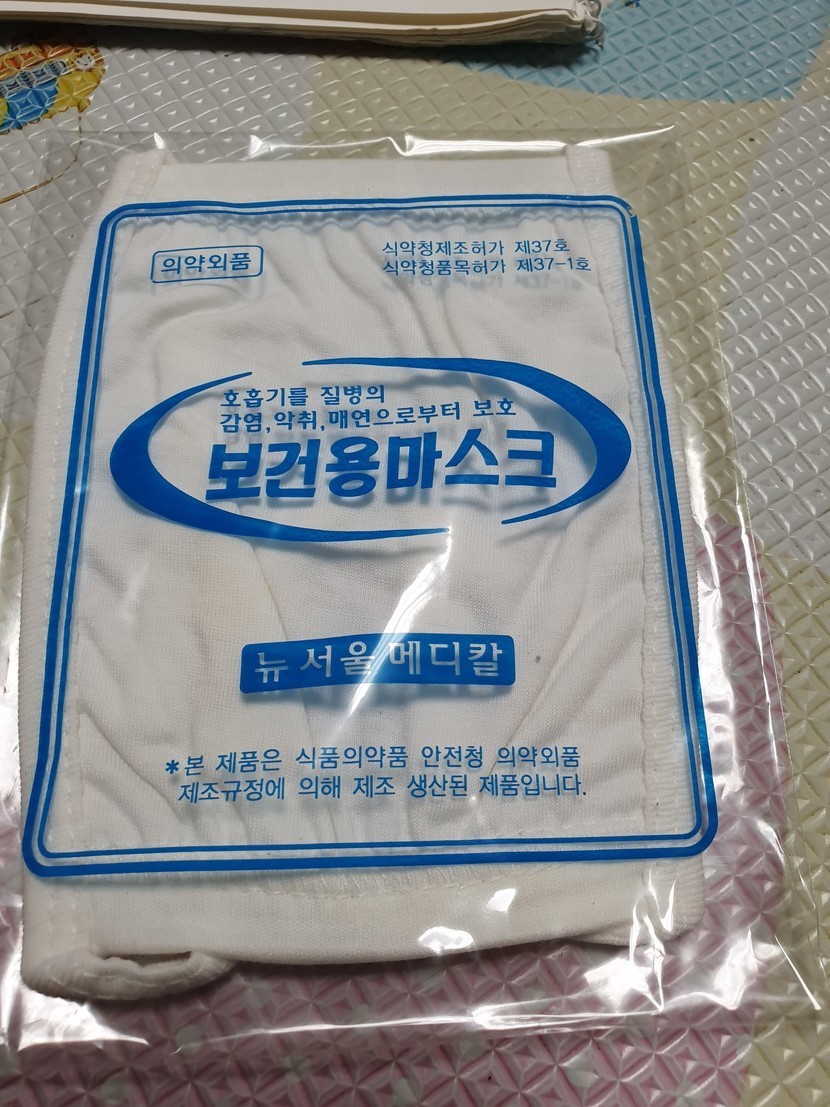 의약외품
식약청제조허가 제37호
식약청품목허가 제37-1호
호흡기를 질병의
감염,악취,매연으로부터 보호
보건용마스크
뉴서울메디칼
*본 제품은 식품의약품 안전청 의약외품
제조규정에 의해 제조 생산된 제품입니다.